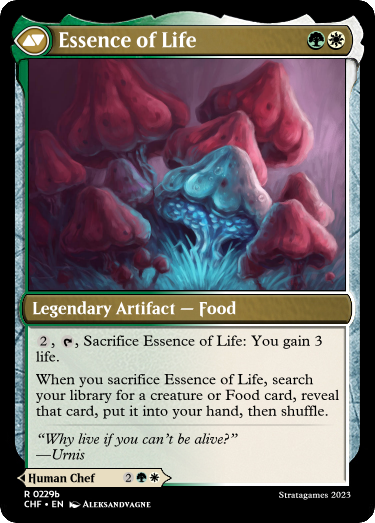 Essence of Life
Legendary Artifact — Food
2, , Sacrifice Essence of Life: You gain 3
life.
When you sacrifice Essence of Life, search
your library for a creature or Food card, reveal
that card, put it into your hand, then shuffle.
"Why live if you can't be alive?"
—Urnis
Human Chef 2
R 0229b
Stratagames 2023
CHF • EN ALEKSANDVAGNE